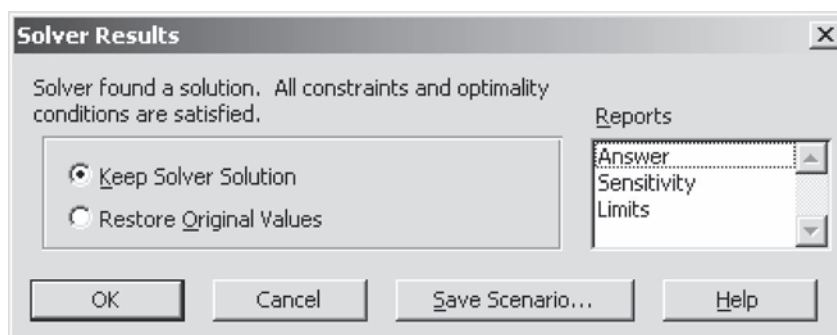 Solver Results
Solver found a solution. All constraints and optimality
conditions are satisfied.
Reports
Answer
Sensitivity
Limits
Keep Solver Solution
Restore Original Values
OK
Cancel
Save Scenario...
Help